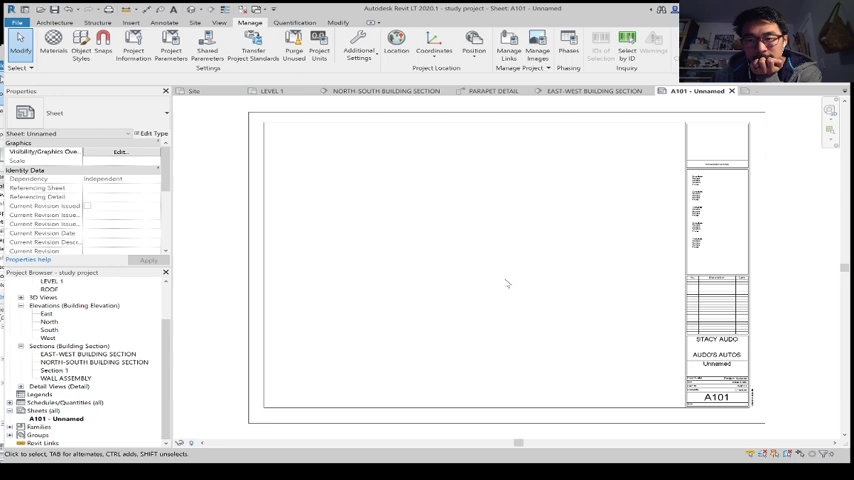 Autodesk Revit LT 2020.1 - study project - Sheet: A101 - Unnamed
File Architecture Structure Insert Annotate Site View Manage Quantification Modify
Modify Materials Object Styles Snaps Project Information Project Parameters Shared Parameters Transfer Project Standards Purge Unused Project Units Additional Settings Location Coordinates Position Manage Links Manage Images Phases IDs of Selection Select by ID Warnings
Select Settings Project Location Manage Project Phasing Inquiry
Properties
Site LEVEL 1 NORTH-SOUTH BUILDING SECTION PARAPET DETAIL EAST-WEST BUILDING SECTION A101 - Unnamed
Sheet
Sheet: Unnamed Edit Type
Graphics
Visibility/Graphics Ove... Edit...
Scale
Identity Data
Dependency Independent
Referencing Sheet
Referencing Detail
Current Revision Issued
Current Revision Issue...
Current Revision Issue...
Current Revision Date
Current Revision Descr...
Current Revision
Properties help Apply
Project Browser - study project
LEVEL 1
ROOF
3D Views
Elevations (Building Elevation)
East
North
South
West
Sections (Building Section)
EAST-WEST BUILDING SECTION
NORTH-SOUTH BUILDING SECTION
Section 1
WALL ASSEMBLY
Detail Views (Detail)
Legends
Schedules/Quantities (all)
Sheets (all)
A101 - Unnamed
Families
Groups
Revit Links
STACY AUDO
AUDO'S AUTOS
Unnamed
A101
Click to select, TAB for alternates, CTRL adds, SHIFT unselects.